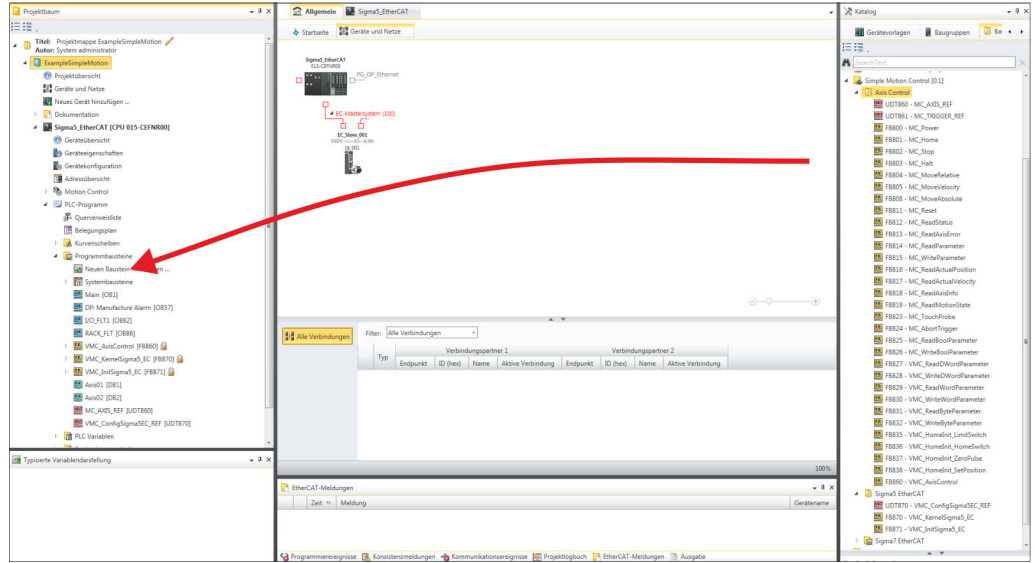 Projektbaum
Titel: Projektmappe ExampleSimpleMotion
Autor: System administrator
ExampleSimpleMotion
Projektübersicht
Geräte und Netze
Neues Gerät hinzufügen ...
Dokumentation
Sigma5_EtherCAT [CPU 015-CEFNR00]
Geräteübersicht
Geräteeigenschaften
Gerätekonfiguration
Adressübersicht
Motion Control
PLC-Programm
Querverweisliste
Belegungsplan
Kurvenscheiben
Programmbausteine
Neuen Baustein
Systembausteine
Main [OB1]
DP: Manufacture Alarm [OB57]
I/O_FLT1 [OB82]
RACK_FLT [OB86]
VMC_AxisControl [FB860]
VMC_KernelSigma5_EC [FB870]
VMC_InitSigma5_EC [FB871]
Axis01 [DB1]
Axis02 [DB2]
MC_AXIS_REF [UDT860]
VMC_ConfigSigma5EC_REF [UDT870]
PLC Variablen
Typisierte Variablendarstellung
Allgemein
Sigma5_EtherCAT
Startseite
Geräte und Netze
Sigma5_EtherCAT
015-CEFNR00
PG_OP_Ethernet
EC-Mastersystem (100)
EC_Slave_001
Alle Verbindungen
Filter: Alle Verbindungen
Verbindungspartner 1
Verbindungspartner 2
Typ
Endpunkt
ID (hex)
Name
Aktive Verbindung
Endpunkt
ID (hex)
Name
Aktive Verbindung
100%
EtherCAT-Meldungen
Zeit
Meldung
Gerätename
Programmierereignisse
Konsistenzmeldungen
Kommunikationsereignisse
Projektlogbuch
EtherCAT-Meldungen
Ausgabe
Katalog
Gerätevorlagen
Baugruppen
Bau
SearchText
Simple Motion Control [0.1]
Axis Control
UDT860 - MC_AXIS_REF
UDT861 - MC_TRIGGER_REF
FB800 - MC_Power
FB801 - MC_Home
FB802 - MC_Stop
FB803 - MC_Halt
FB804 - MC_MoveRelative
FB805 - MC_MoveVelocity
FB808 - MC_MoveAbsolute
FB811 - MC_Reset
FB812 - MC_ReadStatus
FB813 - MC_ReadAxisError
FB814 - MC_ReadParameter
FB815 - MC_WriteParameter
FB816 - MC_ReadActualPosition
FB817 - MC_ReadActualVelocity
FB818 - MC_ReadAxisInfo
FB819 - MC_ReadMotionState
FB823 - MC_TouchProbe
FB824 - MC_AbortTrigger
FB825 - MC_ReadBoolParameter
FB826 - MC_WriteBoolParameter
FB827 - VMC_ReadDWordParameter
FB828 - VMC_WriteDWordParameter
FB829 - VMC_ReadWordParameter
FB830 - VMC_WriteWordParameter
FB831 - VMC_ReadByteParameter
FB832 - VMC_WriteByteParameter
FB835 - VMC_HomeInit_LimitSwitch
FB836 - VMC_HomeInit_HomeSwitch
FB837 - VMC_HomeInit_ZeroPulse
FB838 - VMC_HomeInit_SetPosition
FB860 - VMC_AxisControl
Sigma5 EtherCAT
UDT870 - VMC_ConfigSigma5EC_REF
FB870 - VMC_KernelSigma5_EC
FB871 - VMC_InitSigma5_EC
Sigma7 EtherCAT